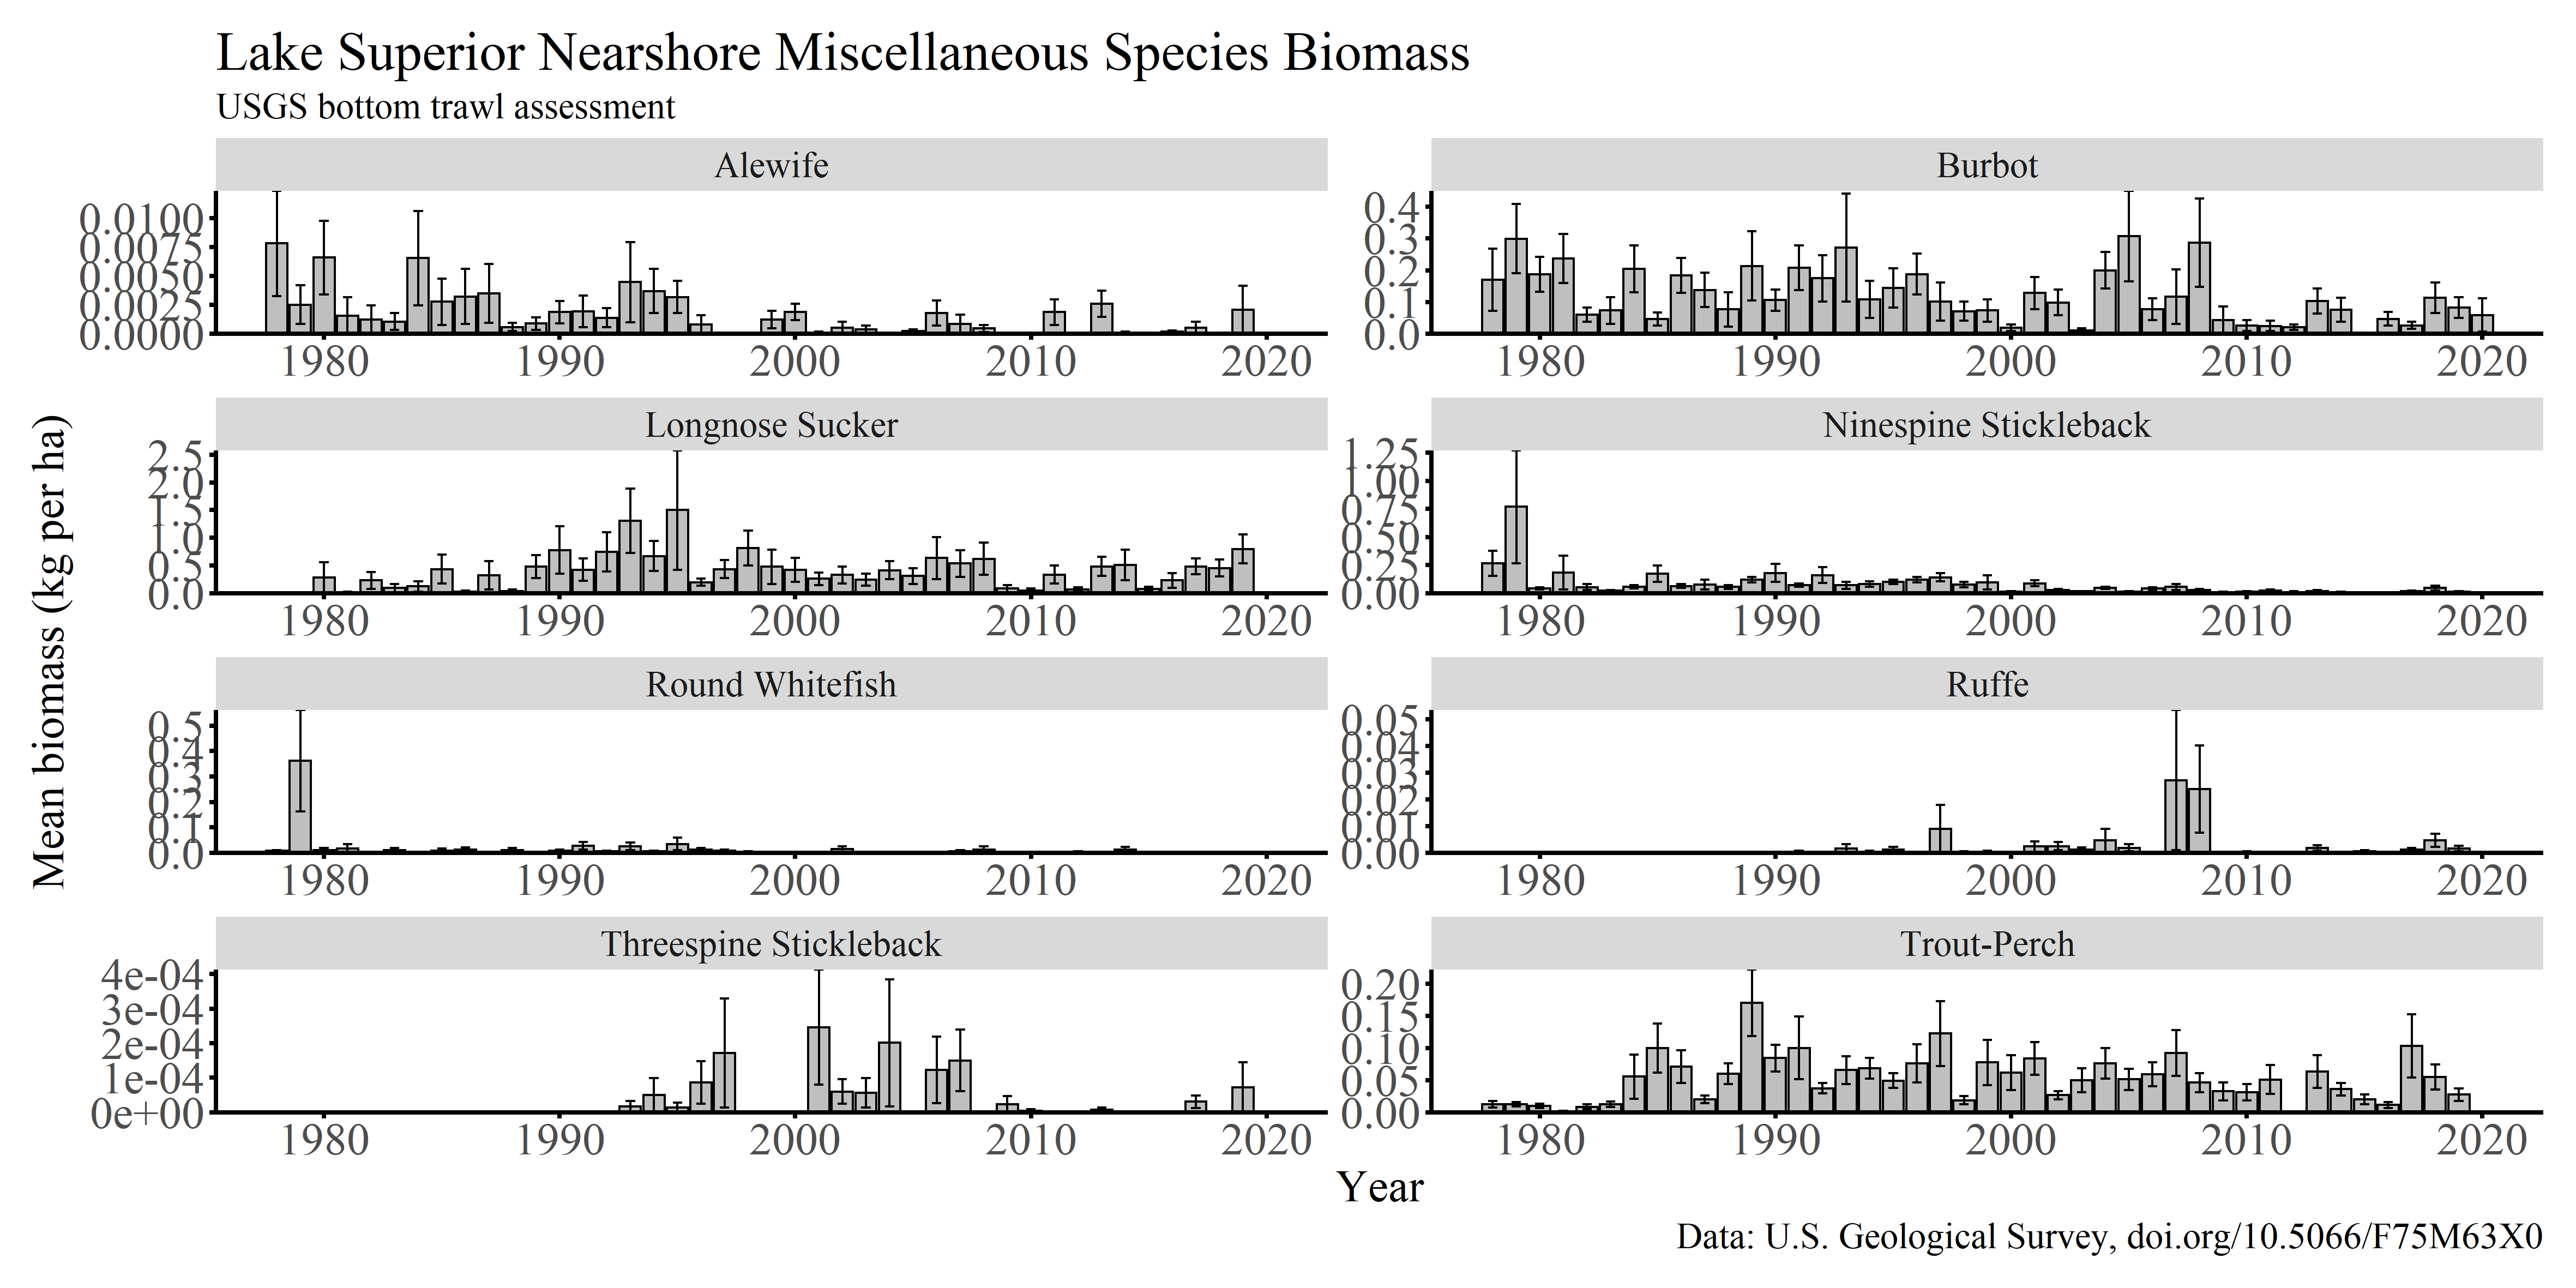 Lake Superior Nearshore Miscellaneous Species Biomass
USGS bottom trawl assessment
Alewife
0.0100
0.0075
0.0050
0.0025
0.0000
1980 1990 2000 2010 2020
Burbot
0.4
0.3
0.2
0.1
0.0
1980 1990 2000 2010 2020
Mean biomass (kg per ha)
Longnose Sucker
2.5
2.0
1.5
1.0
0.5
0.0
1980 1990 2000 2010 2020
Ninespine Stickleback
1.25
1.00
0.75
0.50
0.25
0.00
1980 1990 2000 2010 2020
Round Whitefish
0.5
0.4
0.3
0.2
0.1
0.0
1980 1990 2000 2010 2020
Ruffe
0.05
0.04
0.03
0.02
0.01
0.00
1980 1990 2000 2010 2020
Threespine Stickleback
4e-04
3e-04
2e-04
1e-04
0e+00
1980 1990 2000 2010 2020
Trout-Perch
0.20
0.15
0.10
0.05
0.00
1980 1990 2000 2010 2020
Year
Data: U.S. Geological Survey, doi.org/10.5066/F75M63X0